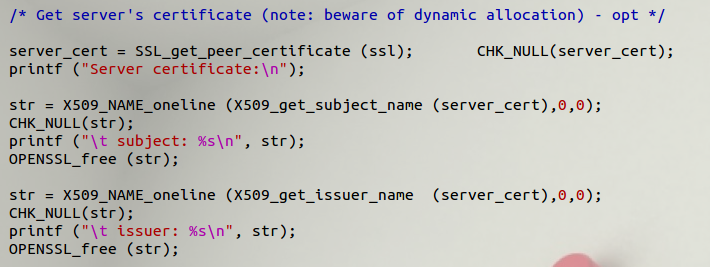 /* Get server's certificate (note: beware of dynamic allocation) - opt */
server_cert = SSL_get_peer_certificate (ssl);       CHK_NULL(server_cert);
printf ("Server certificate:\n");
str = X509_NAME_oneline (X509_get_subject_name (server_cert),0,0);
CHK_NULL(str);
printf ("\t subject: %s\n", str);
OPENSSL_free (str);
str = X509_NAME_oneline (X509_get_issuer_name  (server_cert),0,0);
CHK_NULL(str);
printf ("\t issuer: %s\n", str);
OPENSSL_free (str);